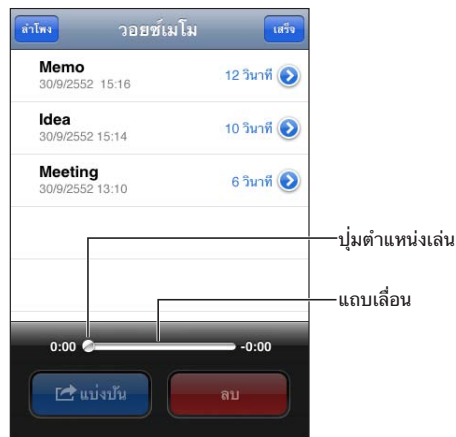 ลำโพง วอยซ์เมโม เสร็จ
Memo
30/9/2552 15:16
12 วินาที
Idea
30/9/2552 15:14
10 วินาที
Meeting
30/9/2552 13:10
6 วินาที
ปุ่มตำแหน่งเล่น
แถบเลื่อน
0:00 -0:00
แบ่งปัน ลบ